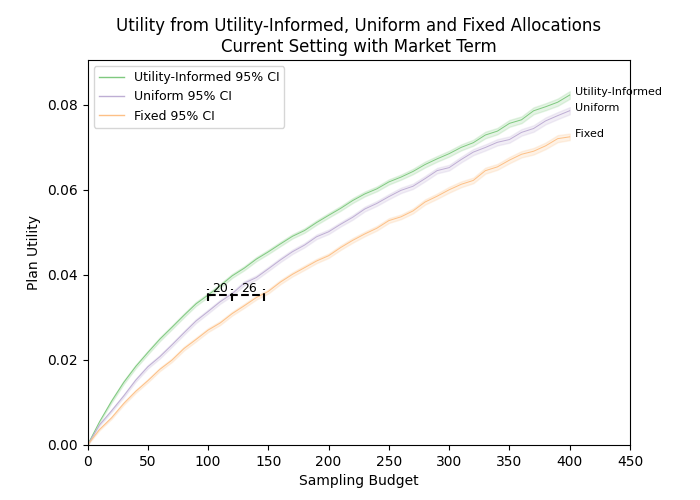 Utility from Utility-Informed, Uniform and Fixed Allocations
Current Setting with Market Term
Utility-Informed 95% CI
Uniform 95% CI
Fixed 95% CI
Utility-Informed
Uniform
Fixed
20
26
Plan Utility
0.08
0.06
0.04
0.02
0.00
0
50
100
150
200
250
300
350
400
450
Sampling Budget